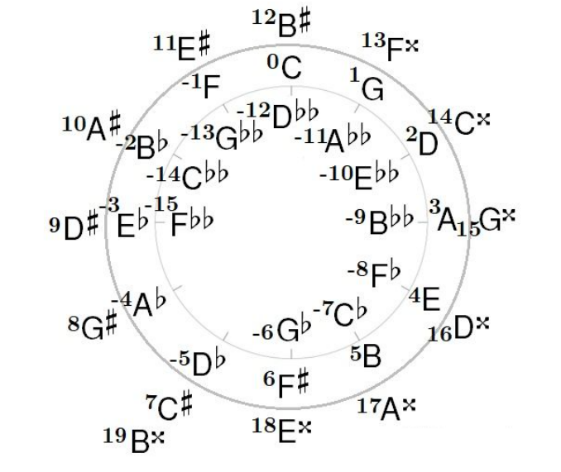 ¹²B♯
¹¹E♯ ¹³F𝄪
⁰C
⁻¹F ¹G
¹⁰A♯ ⁻¹²D♭♭ ¹⁴C𝄪
⁻²B♭ ⁻¹³G♭♭ ⁻¹¹A♭♭ ²D
⁻¹⁴C♭♭ ⁻¹⁰E♭♭
⁹D♯ ⁻³E♭ ⁻¹⁵F♭♭ ⁻⁹B♭♭ ³A ¹⁵G𝄪
⁻⁸F♭
⁻⁴A♭ ⁴E
⁸G♯ ⁻⁶G♭ ⁻⁷C♭ ¹⁶D𝄪
⁻⁵D♭ ⁵B
⁶F♯
⁷C♯ ¹⁷A𝄪
¹⁹B𝄪 ¹⁸E𝄪